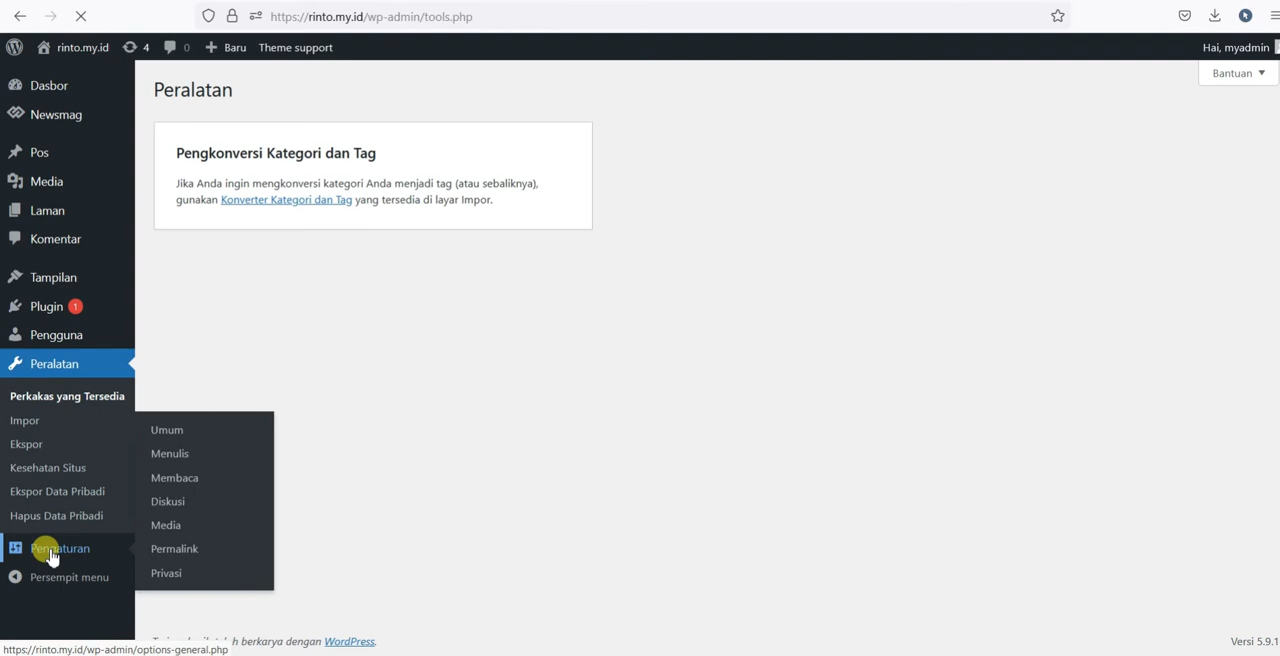 https://rinto.my.id/wp-admin/tools.php
rinto.my.id 4 0 Baru Theme support Hai, myadmin
Bantuan
Dasbor
Newsmag
Pos
Media
Laman
Komentar
Tampilan
Plugin 1
Pengguna
Peralatan
Perkakas yang Tersedia
Impor
Ekspor
Kesehatan Situs
Ekspor Data Pribadi
Hapus Data Pribadi
Pengaturan
Persempit menu
Umum
Menulis
Membaca
Diskusi
Media
Permalink
Privasi
Peralatan
Pengkonversi Kategori dan Tag
Jika Anda ingin mengkonversi kategori Anda menjadi tag (atau sebaliknya),
gunakan Konverter Kategori dan Tag yang tersedia di layar Impor.
berkarya dengan WordPress.
Versi 5.9.1
https://rinto.my.id/wp-admin/options-general.php